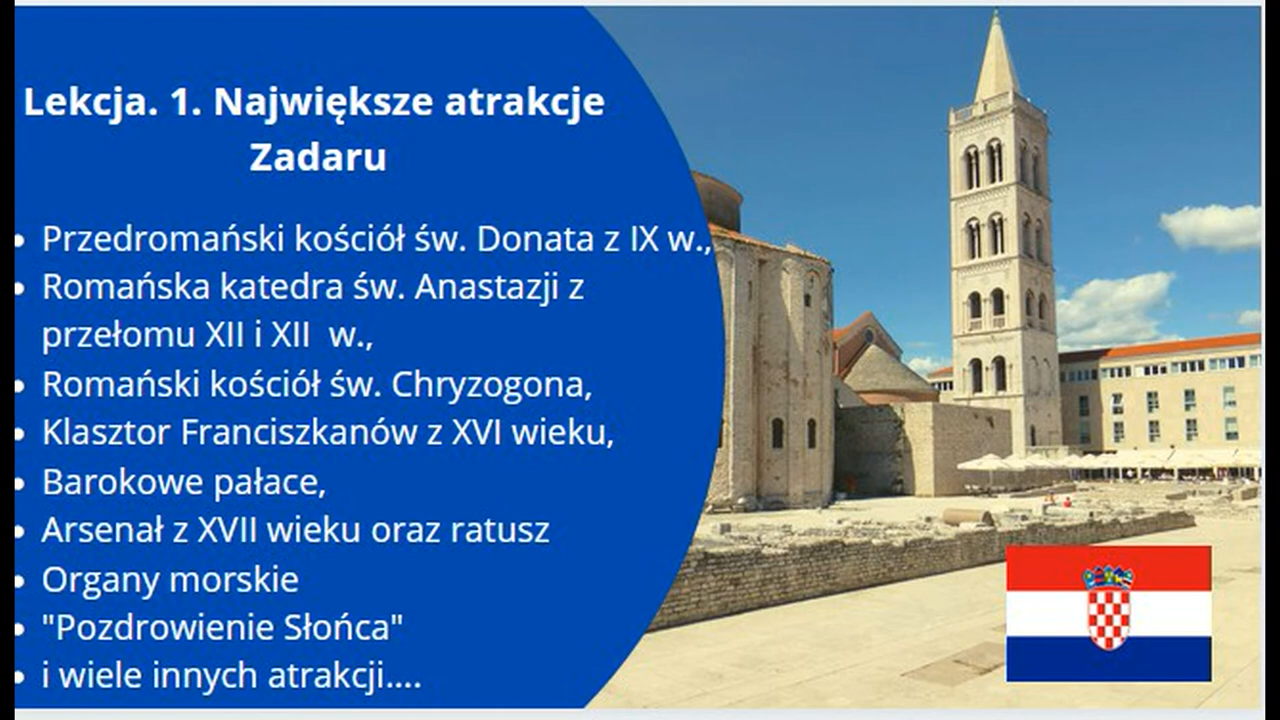 Lekcja. 1. Największe atrakcje
Zadaru
• Przedromański kościół św. Donata z IX w.,
• Romańska katedra św. Anastazji z
przełomu XII i XII  w.,
• Romański kościół św. Chryzogona,
• Klasztor Franciszkanów z XVI wieku,
• Barokowe pałace,
• Arsenał z XVII wieku oraz ratusz
• Organy morskie
• "Pozdrowienie Słońca"
• i wiele innych atrakcji....